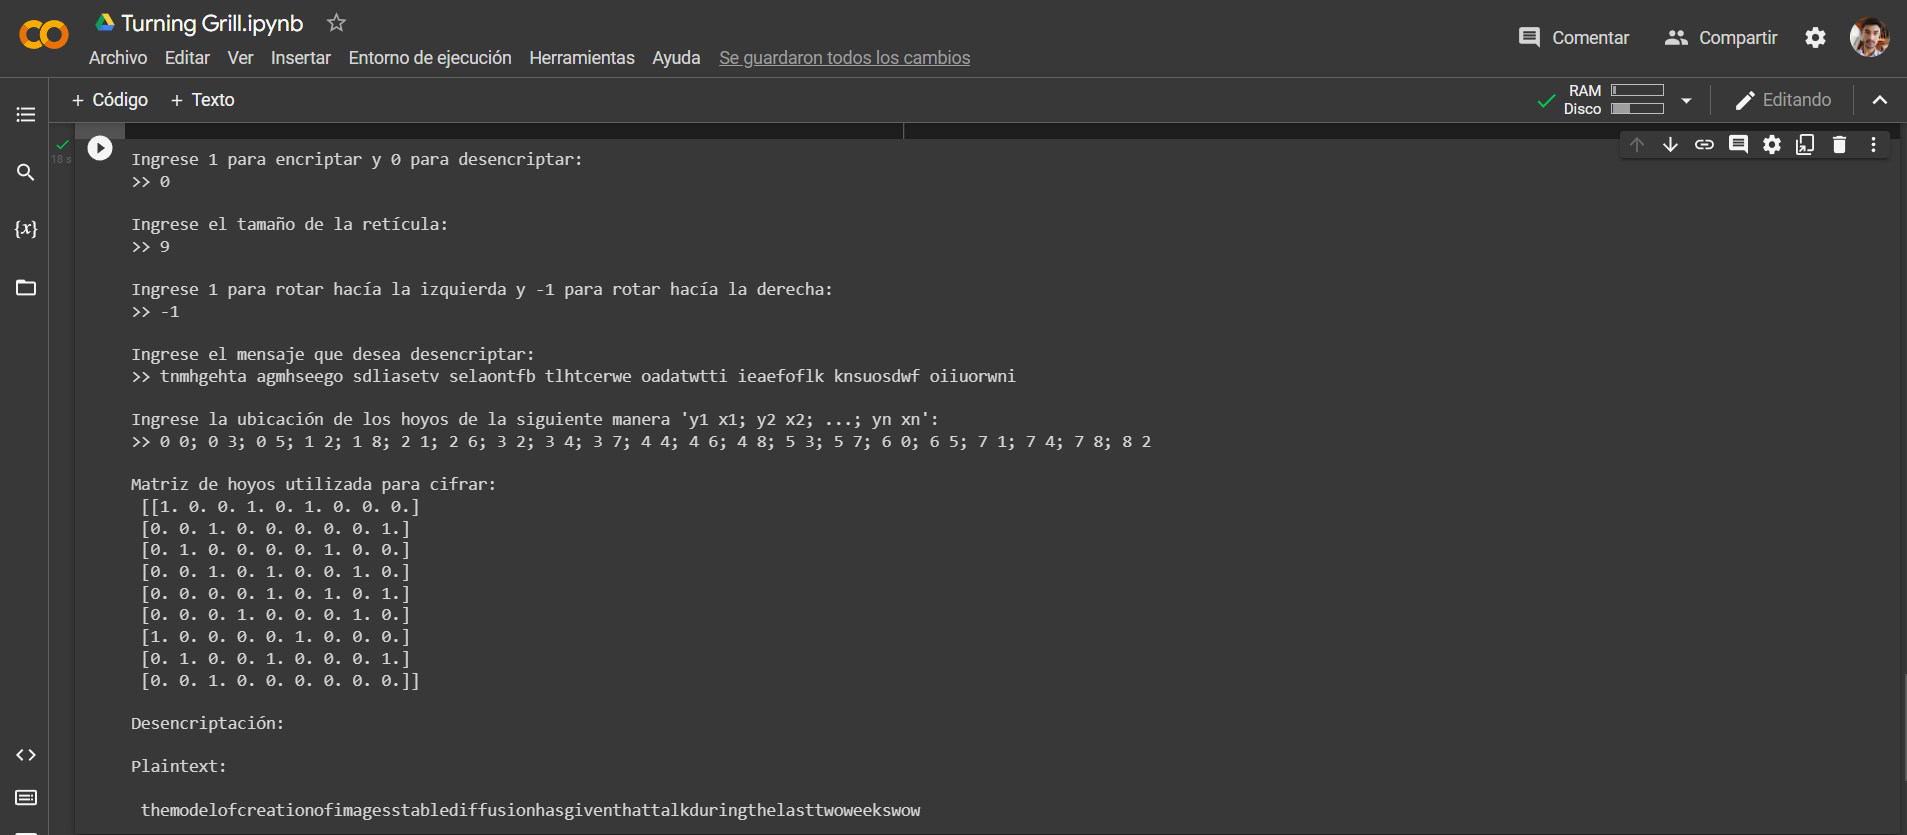 Turning Grill.ipynb
Archivo Editar Ver Insertar Entorno de ejecución Herramientas Ayuda Se guardaron todos los cambios
Comentar Compartir
+ Código + Texto
RAM
Disco
Editando
18 s
Ingrese 1 para encriptar y 0 para desencriptar:
>> 0
Ingrese el tamaño de la retícula:
>> 9
Ingrese 1 para rotar hacía la izquierda y -1 para rotar hacía la derecha:
>> -1
Ingrese el mensaje que desea desencriptar:
>> tnmhgehta agmhseego sdliasetv selaontfb tlhtcerwe oadatwtti ieaefoflk knsuosdwf oiiuorwni
Ingrese la ubicación de los hoyos de la siguiente manera 'y1 x1; y2 x2; ...; yn xn':
>> 0 0; 0 3; 0 5; 1 2; 1 8; 2 1; 2 6; 3 2; 3 4; 3 7; 4 4; 4 6; 4 8; 5 3; 5 7; 6 0; 6 5; 7 1; 7 4; 7 8; 8 2
Matriz de hoyos utilizada para cifrar:
[[1. 0. 0. 1. 0. 1. 0. 0. 0.]
[0. 0. 1. 0. 0. 0. 0. 0. 1.]
[0. 1. 0. 0. 0. 0. 1. 0. 0.]
[0. 0. 1. 0. 1. 0. 0. 1. 0.]
[0. 0. 0. 0. 1. 0. 1. 0. 1.]
[0. 0. 0. 1. 0. 0. 0. 1. 0.]
[1. 0. 0. 0. 0. 1. 0. 0. 0.]
[0. 1. 0. 0. 1. 0. 0. 0. 1.]
[0. 0. 1. 0. 0. 0. 0. 0. 0.]]
Desencriptación:
Plaintext:
themodelofcreationofimagesstablediffusionhasgiventhattalkduringthelasttwoweekswow